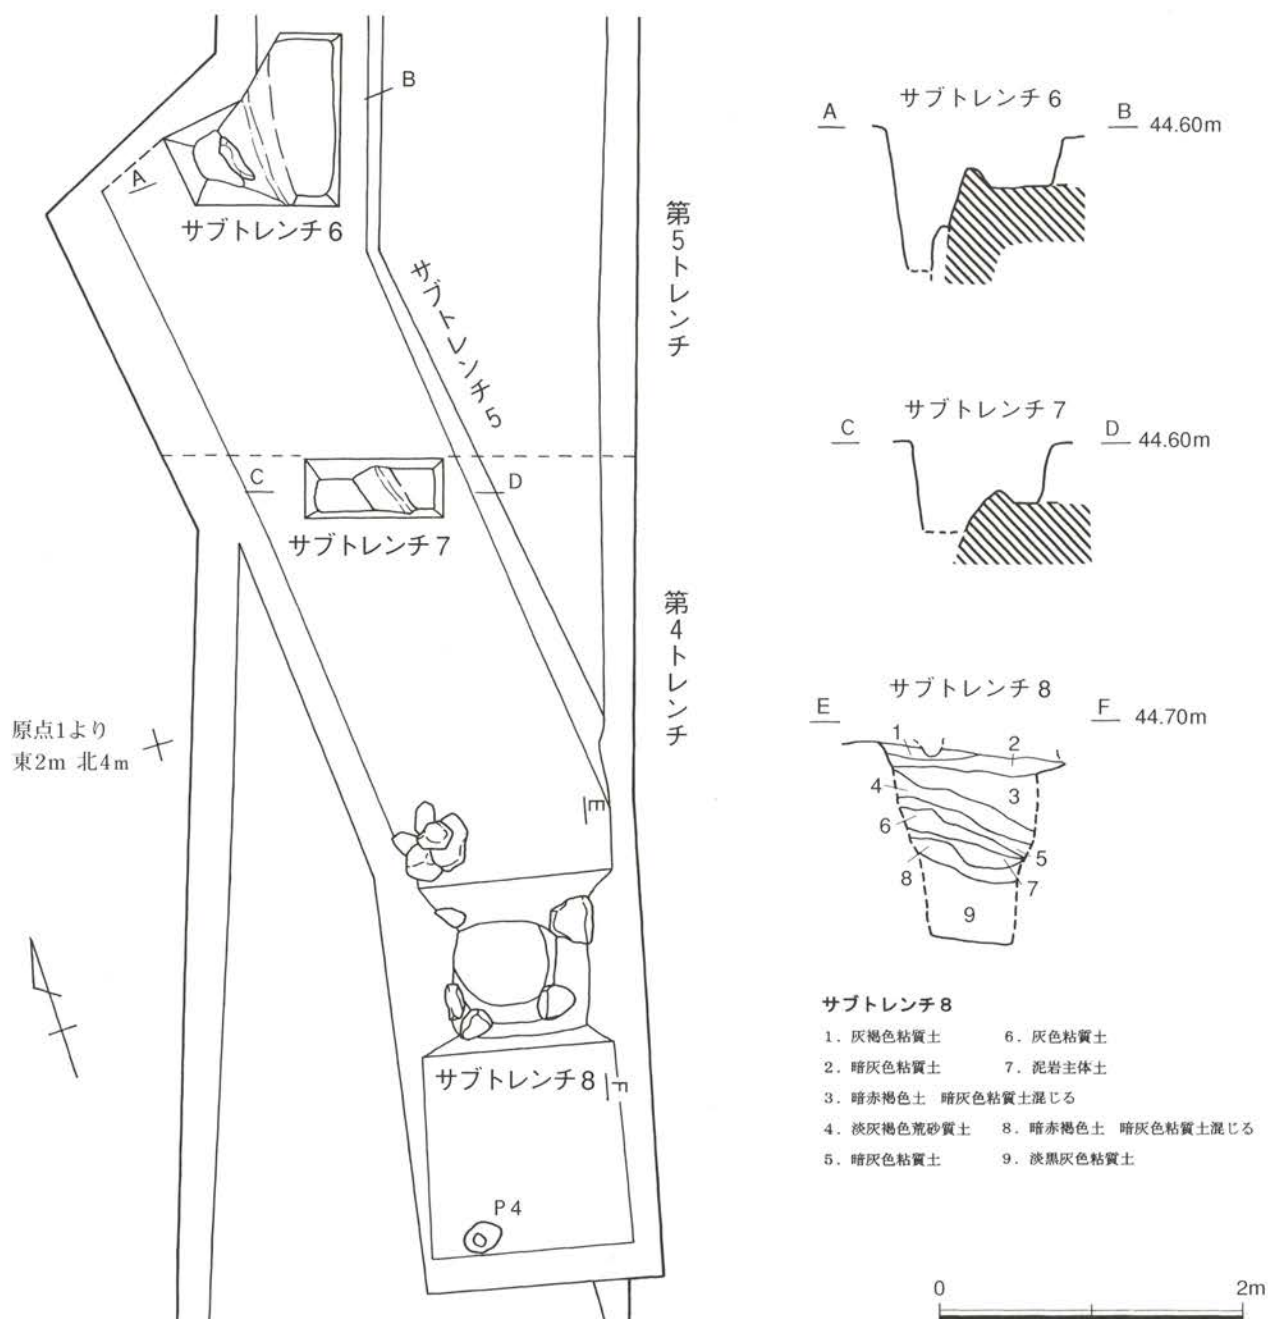 B
A
サブトレンチ6
サブトレンチ5
第5トレンチ
C
D
サブトレンチ7
第4トレンチ
原点1より
東2m 北4m
E
サブトレンチ8
F
P4
サブトレンチ6
A
B 44.60m
サブトレンチ7
C
D 44.60m
サブトレンチ8
E
F 44.70m
1
2
3
4
6
5
8
7
9
サブトレンチ8
1. 灰褐色粘質土 6. 灰色粘質土
2. 暗灰色粘質土 7. 泥岩主体土
3. 暗赤褐色土 暗灰色粘質土混じる
4. 淡灰褐色荒砂質土 8. 暗赤褐色土 暗灰色粘質土混じる
5. 暗灰色粘質土 9. 淡黒灰色粘質土
0 2m